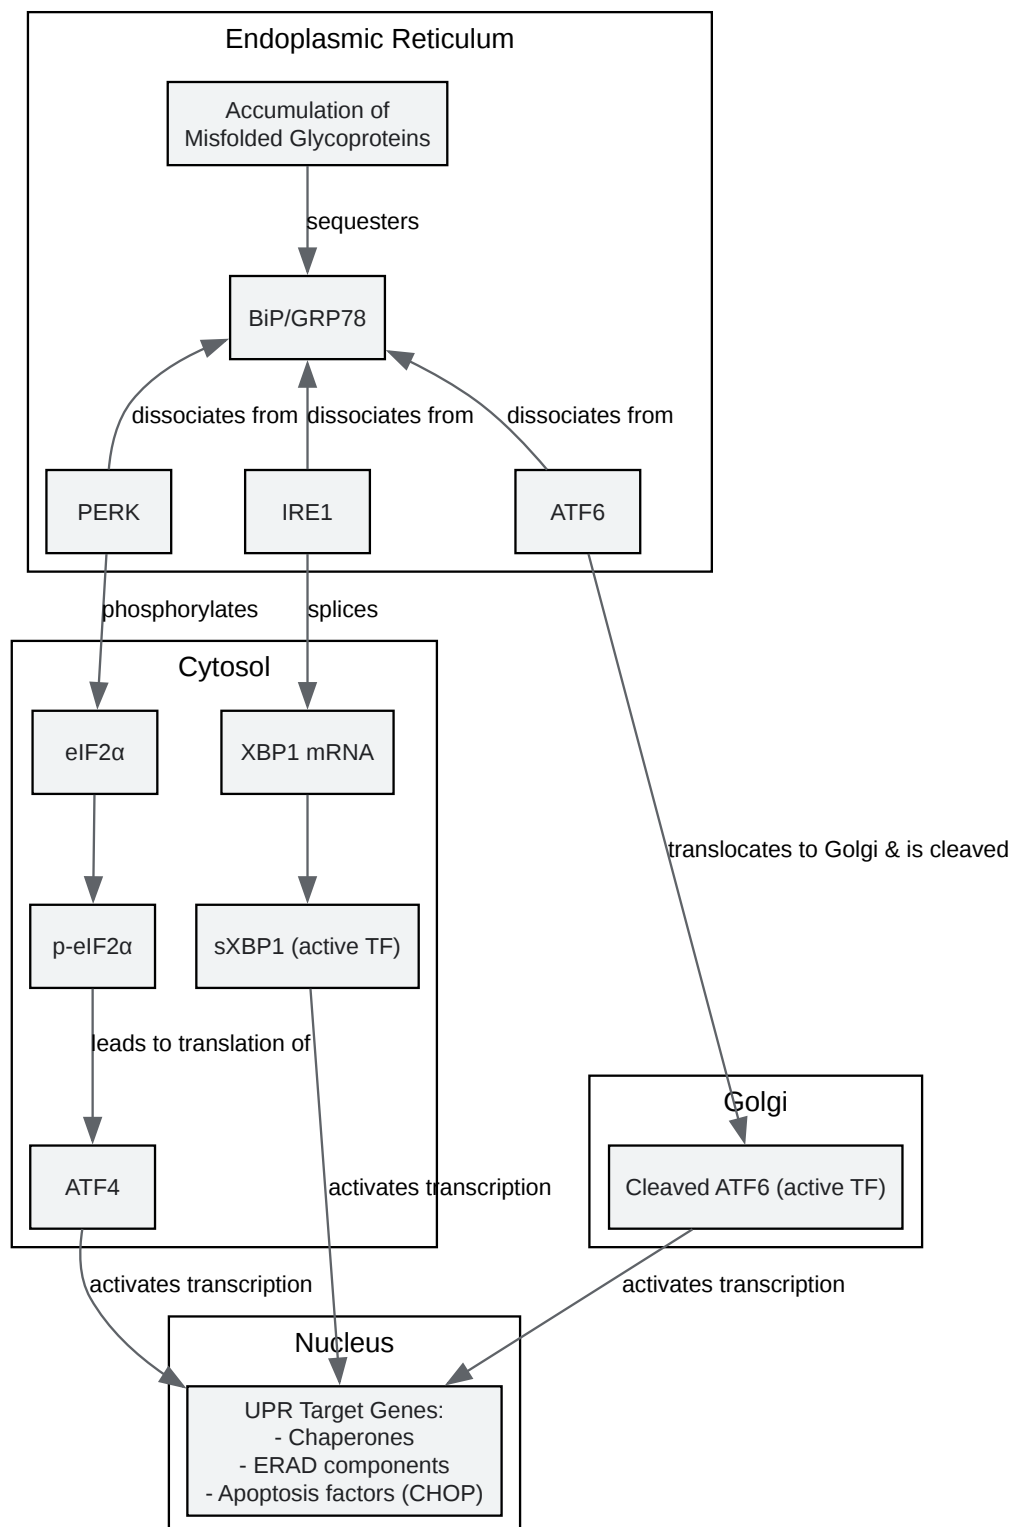 Endoplasmic Reticulum
Accumulation of
Misfolded Glycoproteins
sequesters
BiP/GRP78
dissociates from
dissociates from
dissociates from
PERK
IRE1
ATF6
phosphorylates
splices
Cytosol
eIF2α
XBP1 mRNA
translocates to Golgi & is cleaved
p-eIF2α
sXBP1 (active TF)
leads to translation of
Golgi
ATF4
activates transcription
Cleaved ATF6 (active TF)
activates transcription
activates transcription
Nucleus
UPR Target Genes:
- Chaperones
- ERAD components
- Apoptosis factors (CHOP)